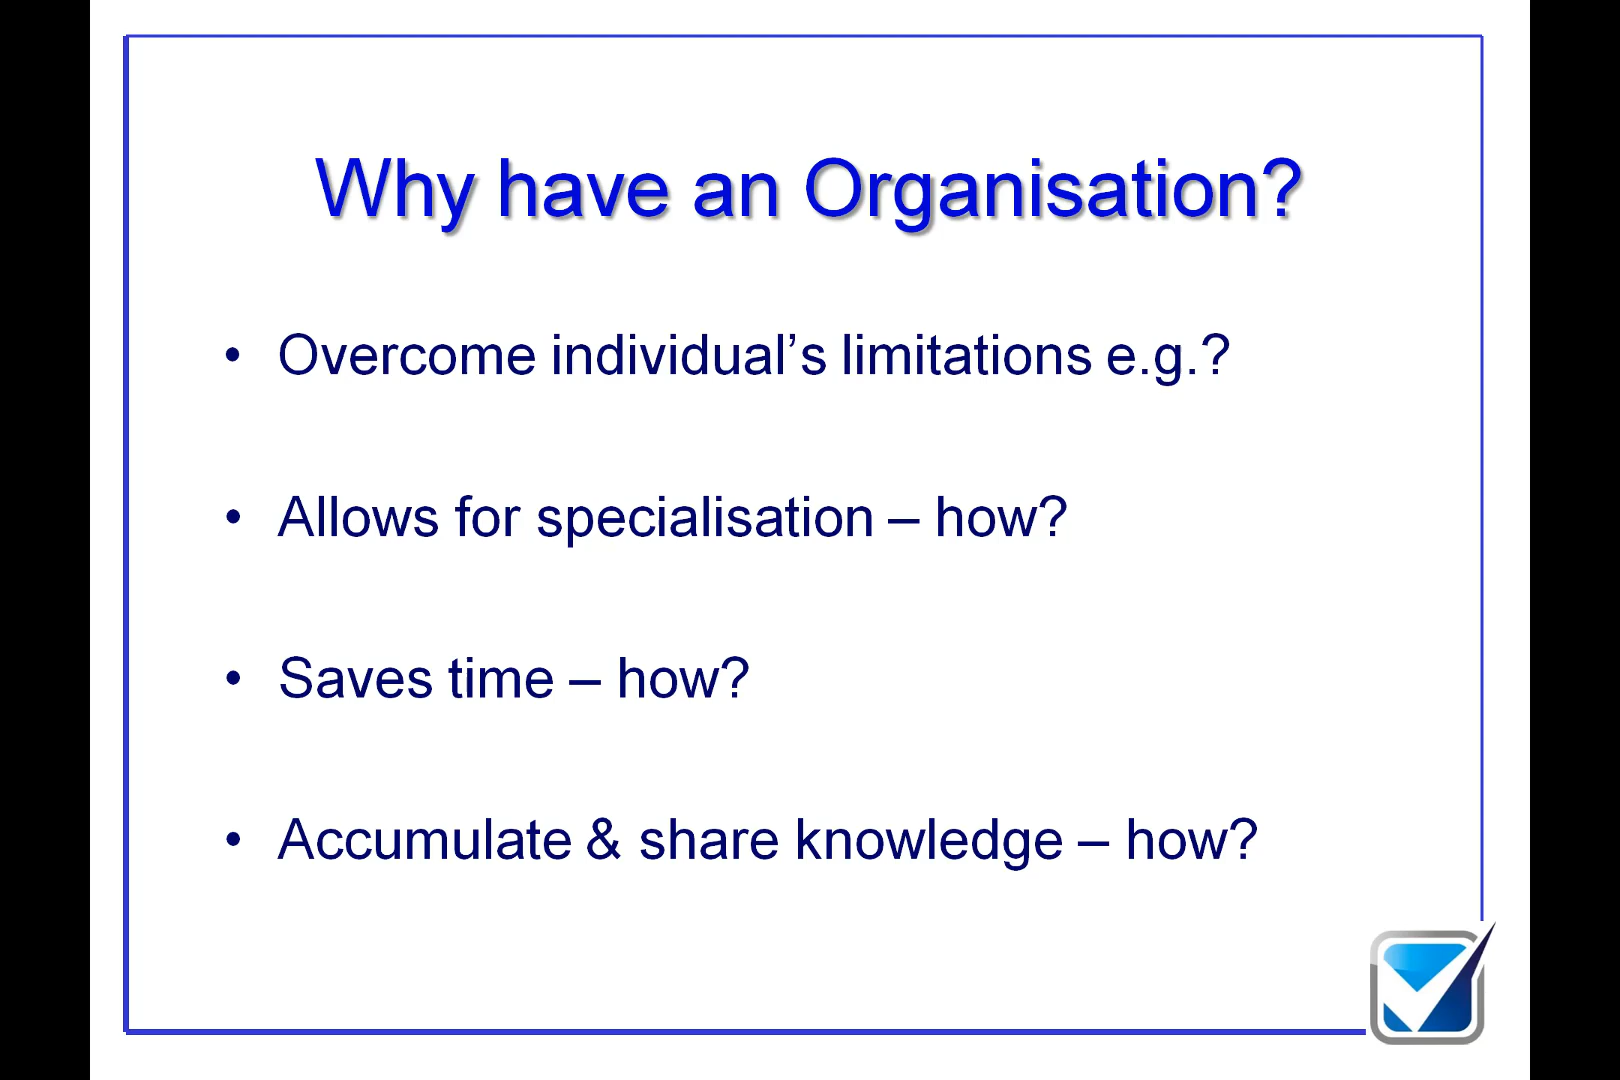 Why have an Organisation?
• Overcome individual’s limitations e.g.?
• Allows for specialisation – how?
• Saves time – how?
• Accumulate & share knowledge – how?